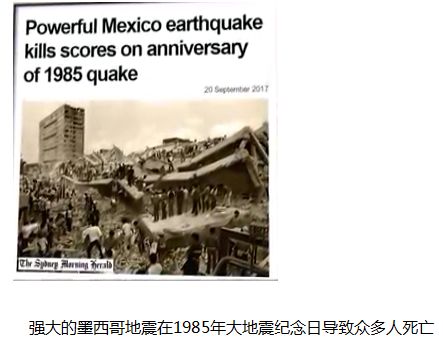 Powerful Mexico earthquake
kills scores on anniversary
of 1985 quake
20 September 2017
The Sydney Morning Herald
强大的墨西哥地震在1985年大地震纪念日导致众多人死亡